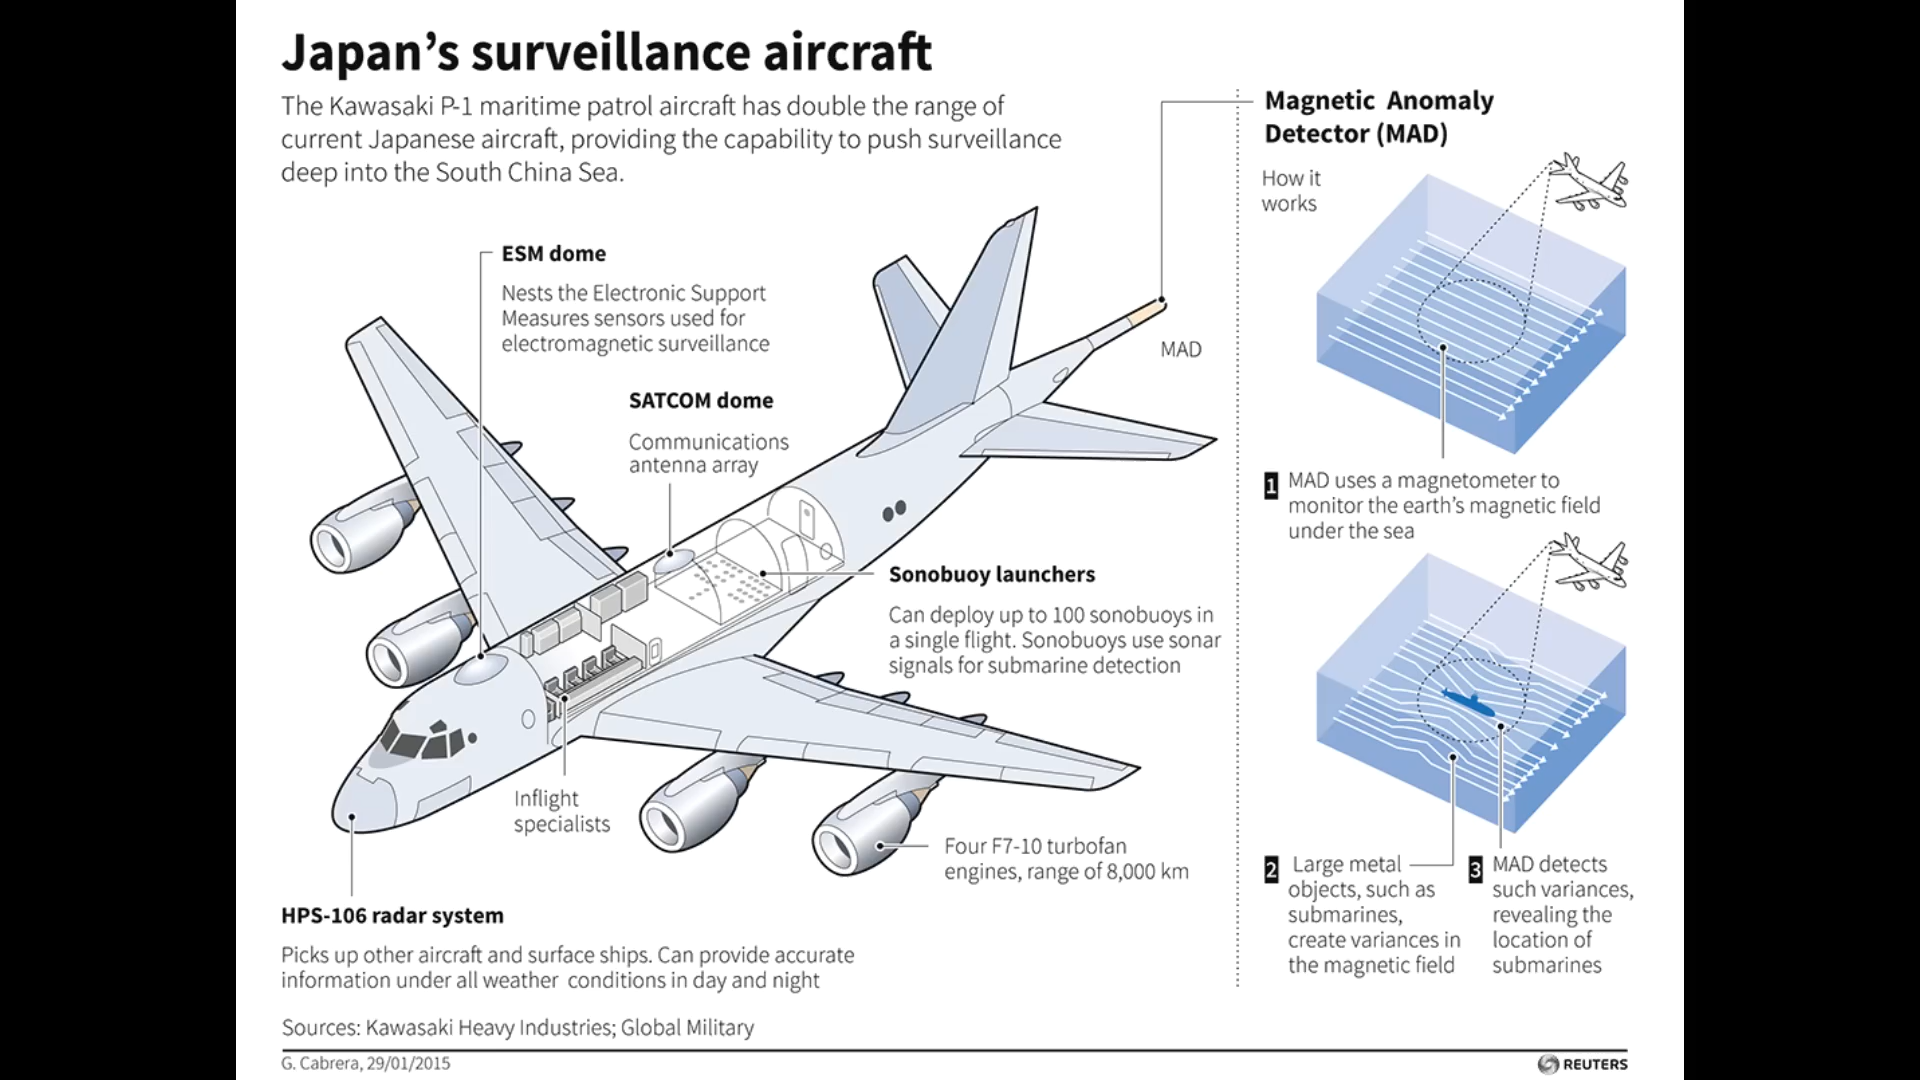 Japan's surveillance aircraft
The Kawasaki P-1 maritime patrol aircraft has double the range of
current Japanese aircraft, providing the capability to push surveillance
deep into the South China Sea.
ESM dome
Nests the Electronic Support
Measures sensors used for
electromagnetic surveillance
SATCOM dome
Communications
antenna array
MAD
Sonobuoy launchers
Can deploy up to 100 sonobuoys in
a single flight. Sonobuoys use sonar
signals for submarine detection
Inflight
specialists
Four F7-10 turbofan
engines, range of 8,000 km
HPS-106 radar system
Picks up other aircraft and surface ships. Can provide accurate
information under all weather conditions in day and night
Magnetic Anomaly
Detector (MAD)
How it
works
1 MAD uses a magnetometer to
monitor the earth's magnetic field
under the sea
2 Large metal
objects, such as
submarines,
create variances in
the magnetic field
3 MAD detects
such variances,
revealing the
location of
submarines
Sources: Kawasaki Heavy Industries; Global Military
G. Cabrera, 29/01/2015
REUTERS